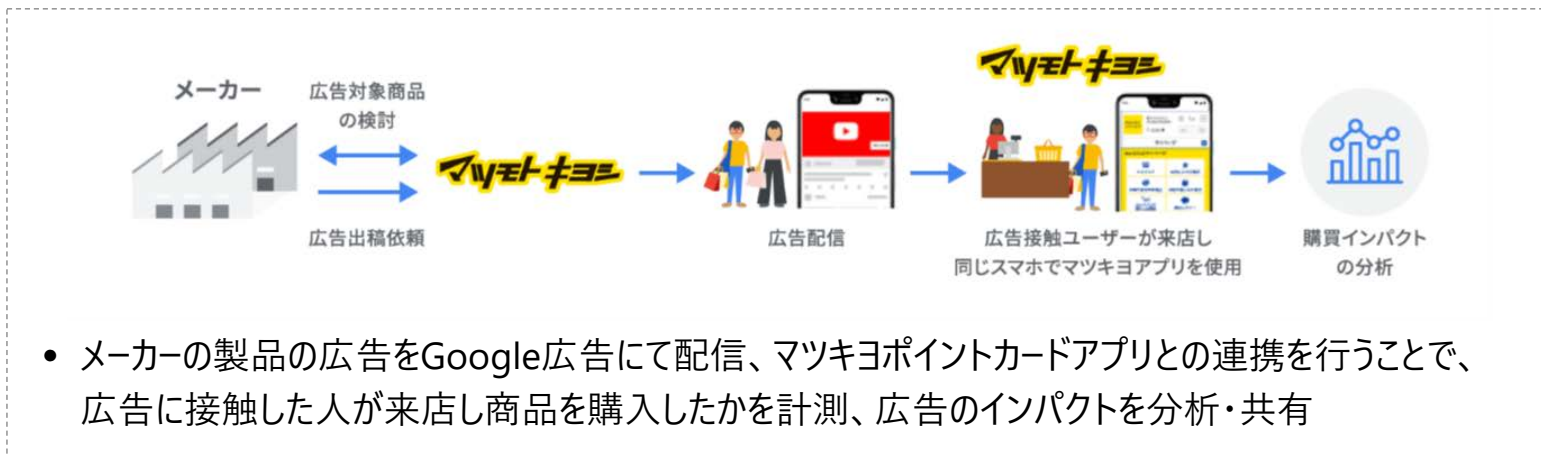 マツモトキヨシ
メーカー
広告対象商品
の検討
マツモトキヨシ
広告出稿依頼
広告配信
広告接触ユーザーが来店し
同じスマホでマツキヨアプリを使用
購買インパクト
の分析
• メーカーの製品の広告をGoogle広告にて配信、マツキヨポイントカードアプリとの連携を行うことで、
広告に接触した人が来店し商品を購入したかを計測、広告のインパクトを分析・共有